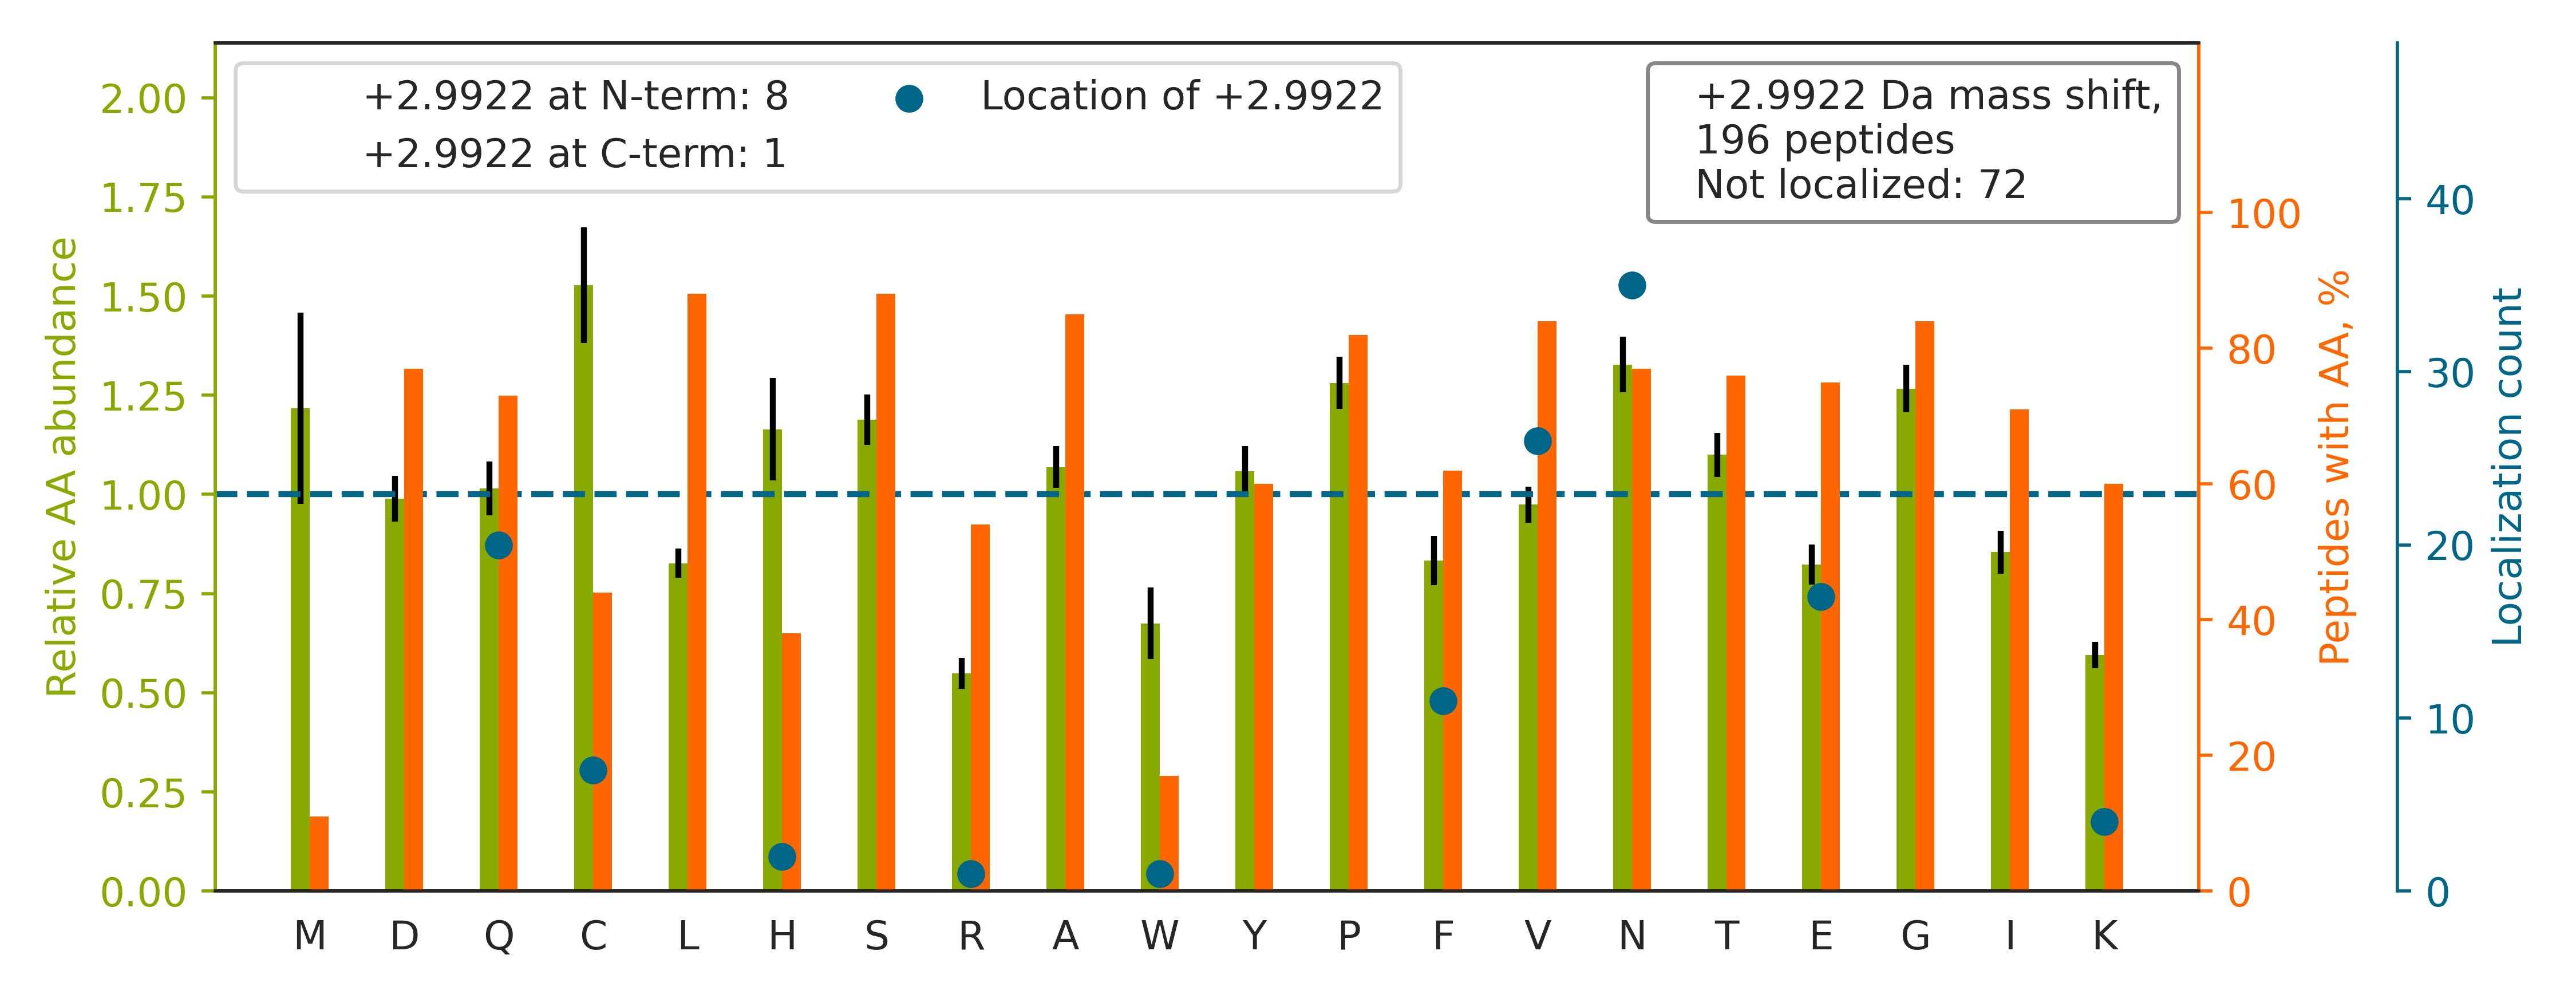 +2.9922 at N-term: 8
+2.9922 at C-term: 1
Location of +2.9922
+2.9922 Da mass shift,
196 peptides
Not localized: 72
Relative AA abundance
2.00
1.75
1.50
1.25
1.00
0.75
0.50
0.25
0.00
M D Q C L H S R A W Y P F V N T E G I K
100
80
60
40
20
0
Peptides with AA, %
40
30
20
10
0
Localization count